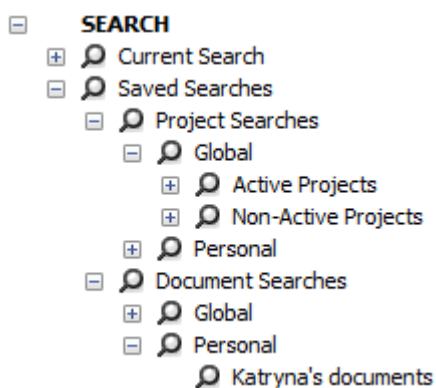 SEARCH
Current Search
Saved Searches
Project Searches
Global
Active Projects
Non-Active Projects
Personal
Document Searches
Global
Personal
Katryna's documents